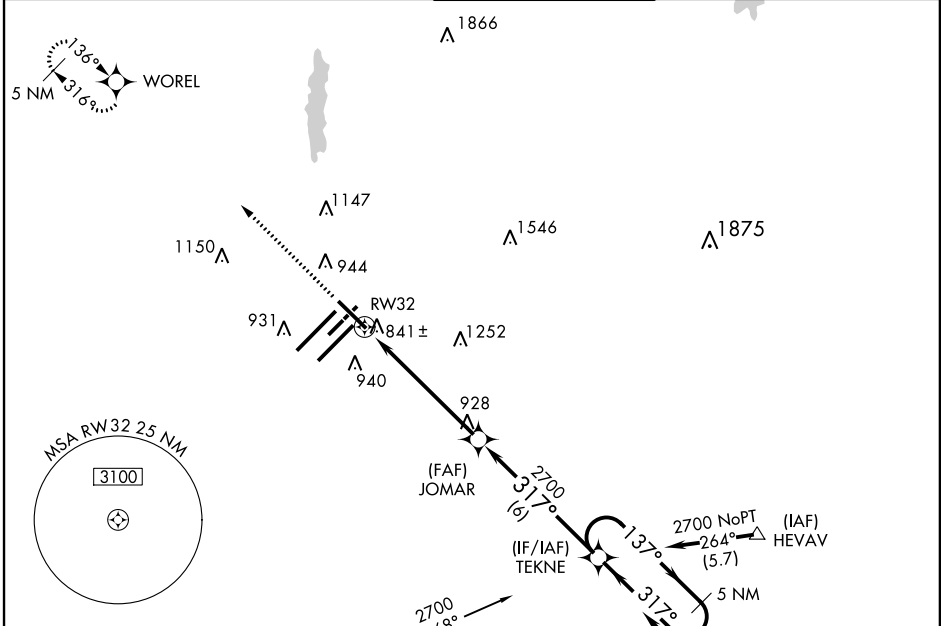 1866
136°
316°
5 NM
WOREL
1147
1150
944
1546
1875
RW32
931
841±
1252
940
928
MSA RW32 25 NM
3100
(FAF)
JOMAR
2700
317°
(6)
(IF/IAF)
TEKNE
137°
2700 NoPT
264°
(5.7)
(IAF)
HEVAV
5 NM
317°
2700